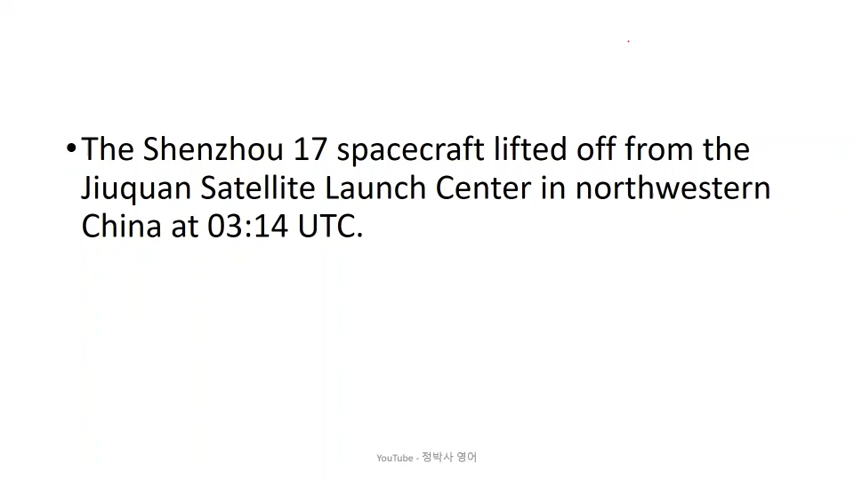 •The Shenzhou 17 spacecraft lifted off from the
Jiuquan Satellite Launch Center in northwestern
China at 03:14 UTC.
YouTube - 정박사 영어